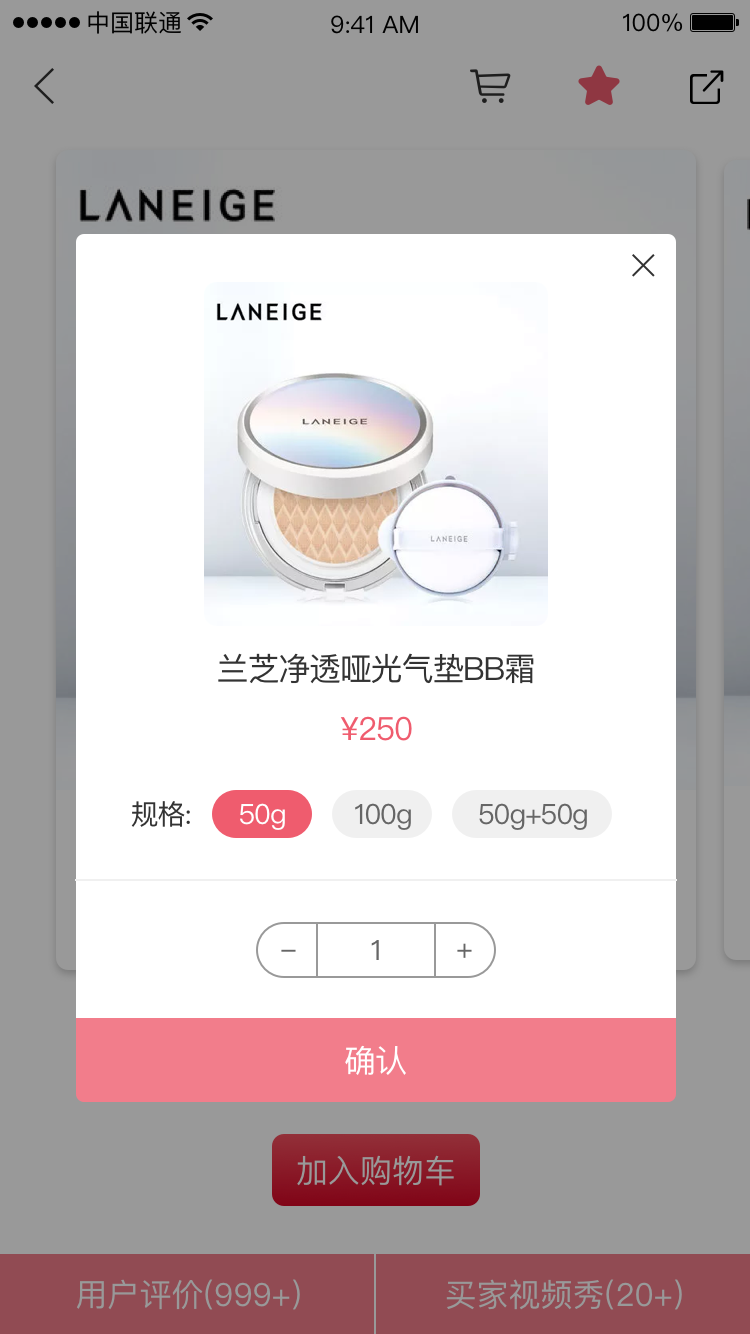 中国联通 9:41 AM 100%
LANEIGE
LANEIGE
LANEIGE
LANEIGE
兰芝净透哑光气垫BB霜
¥250
规格: 50g 100g 50g+50g
− 1 +
确认
加入购物车
用户评价(999+) 买家视频秀(20+)